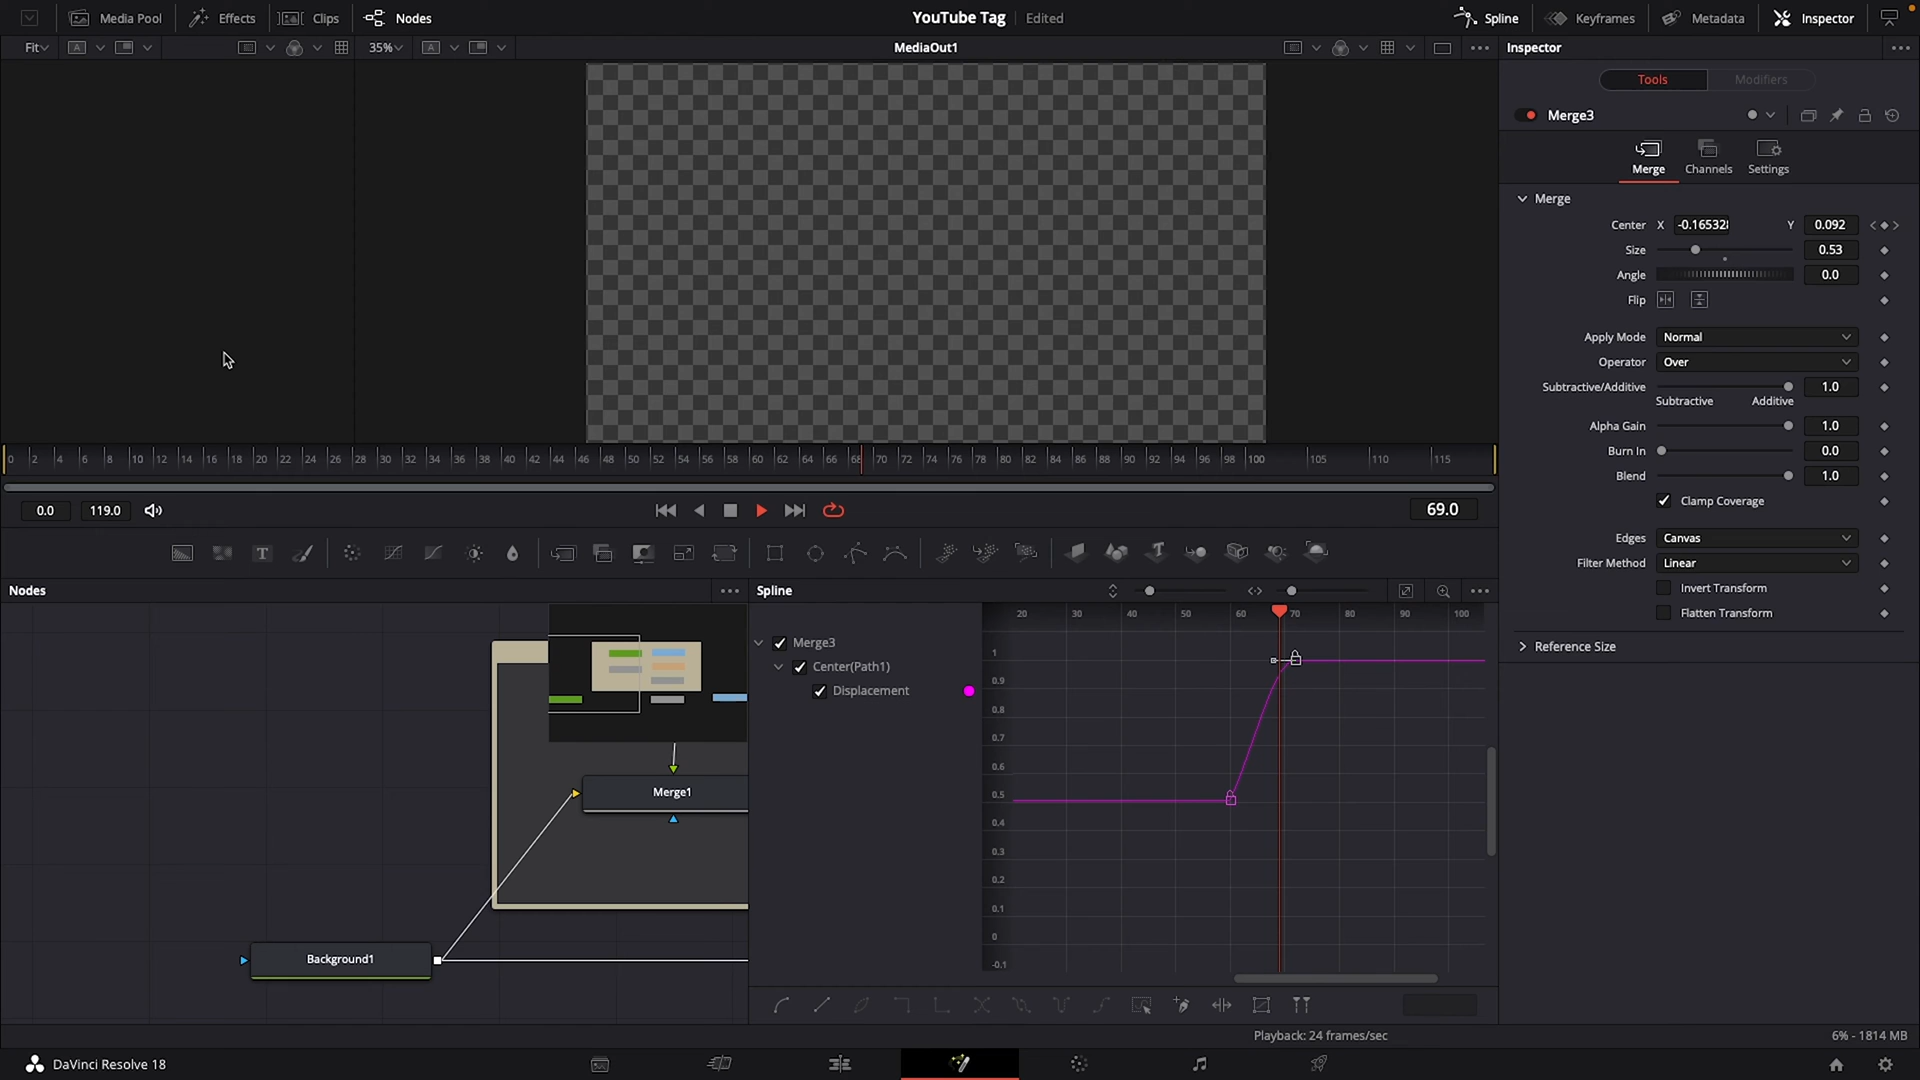 Media Pool Effects Clips Nodes YouTube Tag Edited Spline Keyframes Metadata Inspector
Fit A 35% A MediaOut1 Inspector
Tools Modifiers
Merge3
Merge Channels Settings
Merge
Center X -0.16532 Y 0.092
Size 0.53
Angle 0.0
Flip
Apply Mode Normal
Operator Over
Subtractive/Additive 1.0
Subtractive Additive
Alpha Gain 1.0
Burn In 0.0
Blend 1.0
Clamp Coverage
Edges Canvas
Filter Method Linear
Invert Transform
Flatten Transform
Reference Size
0 2 4 6 8 10 12 14 16 18 20 22 24 26 28 30 32 34 36 38 40 42 44 46 48 50 52 54 56 58 60 62 64 66 68 70 72 74 76 78 80 82 84 86 88 90 92 94 96 98 100 105 110 115
0.0 119.0 69.0
T T
Nodes Spline
20 30 40 50 60 70 80 90 100
Merge3
Center(Path1)
Displacement
1
0.9
0.8
0.7
0.6
0.5
0.4
0.3
0.2
0.1
0
-0.1
Merge1
Background1
Playback: 24 frames/sec 6% - 1814 MB
DaVinci Resolve 18